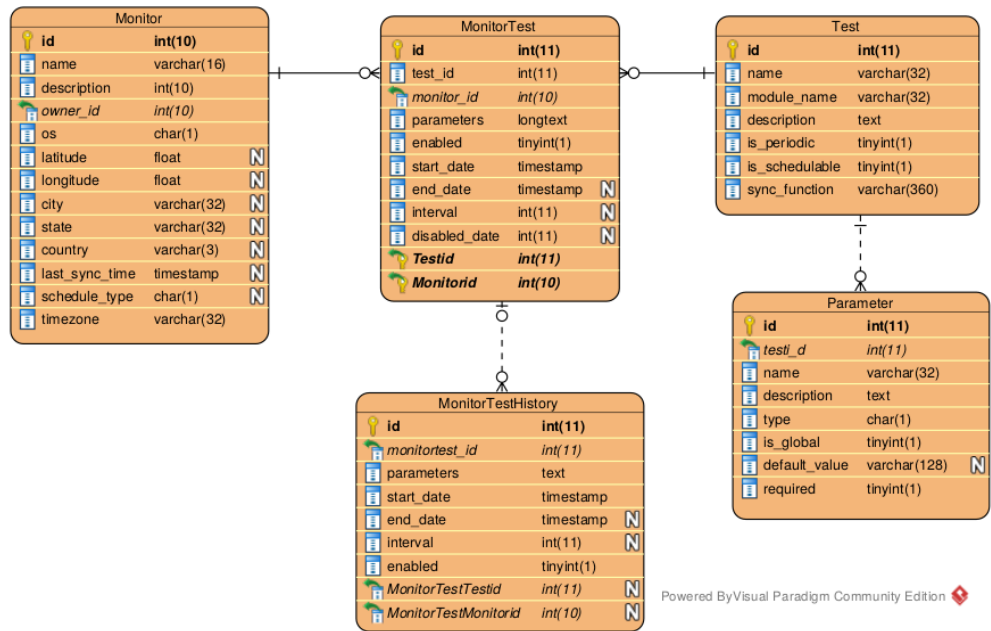 Monitor
id int(10)
name varchar(16)
description int(10)
owner_id int(10)
os char(1)
latitude float N
longitude float N
city varchar(32) N
state varchar(32) N
country varchar(3) N
last_sync_time timestamp N
schedule_type char(1) N
timezone varchar(32)
MonitorTest
id int(11)
test_id int(11)
monitor_id int(10)
parameters longtext
enabled tinyint(1)
start_date timestamp
end_date timestamp N
interval int(11) N
disabled_date int(11) N
Testid int(11)
Monitorid int(10)
Test
id int(11)
name varchar(32)
module_name varchar(32)
description text
is_periodic tinyint(1)
is_schedulable tinyint(1)
sync_function varchar(360)
Parameter
id int(11)
testi_d int(11)
name varchar(32)
description text
type char(1)
is_global tinyint(1)
default_value varchar(128) N
required tinyint(1)
MonitorTestHistory
id int(11)
monitortest_id int(11)
parameters text
start_date timestamp
end_date timestamp N
interval int(11) N
enabled tinyint(1)
MonitorTestTestid int(11) N
MonitorTestMonitorid int(10) N
Powered ByVisual Paradigm Community Edition